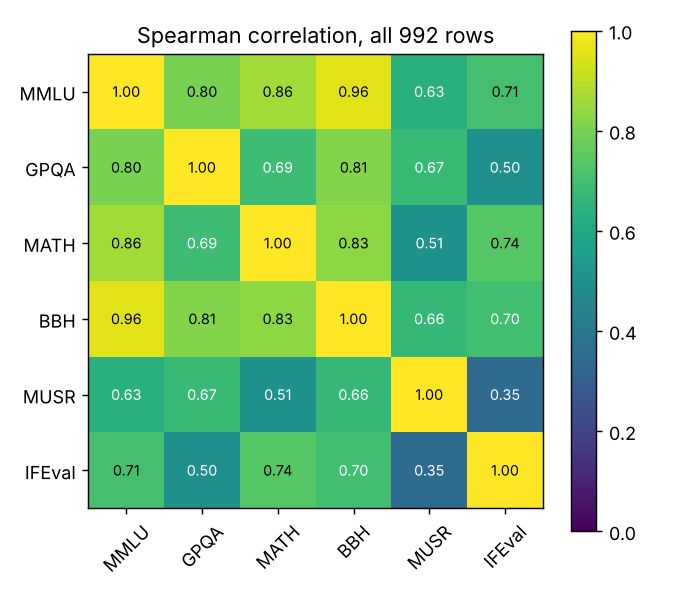 Spearman correlation, all 992 rows
MMLU 1.00 0.80 0.86 0.96 0.63 0.71
GPQA 0.80 1.00 0.69 0.81 0.67 0.50
MATH 0.86 0.69 1.00 0.83 0.51 0.74
BBH 0.96 0.81 0.83 1.00 0.66 0.70
MUSR 0.63 0.67 0.51 0.66 1.00 0.35
IFEval 0.71 0.50 0.74 0.70 0.35 1.00
MMLU GPQA MATH BBH MUSR IFEval
1.0
0.8
0.6
0.4
0.2
0.0